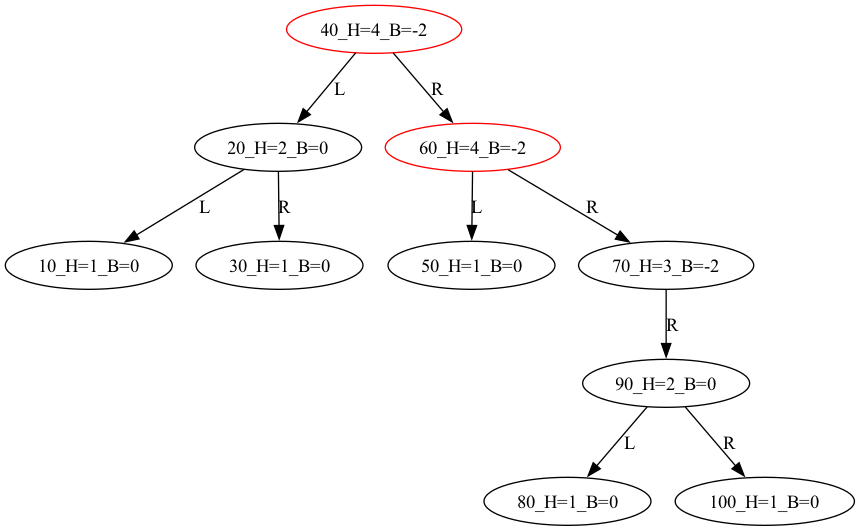 40_H=4_B=-2
L
R
20_H=2_B=0
60_H=4_B=-2
L
R
L
R
10_H=1_B=0
30_H=1_B=0
50_H=1_B=0
70_H=3_B=-2
R
90_H=2_B=0
L
R
80_H=1_B=0
100_H=1_B=0